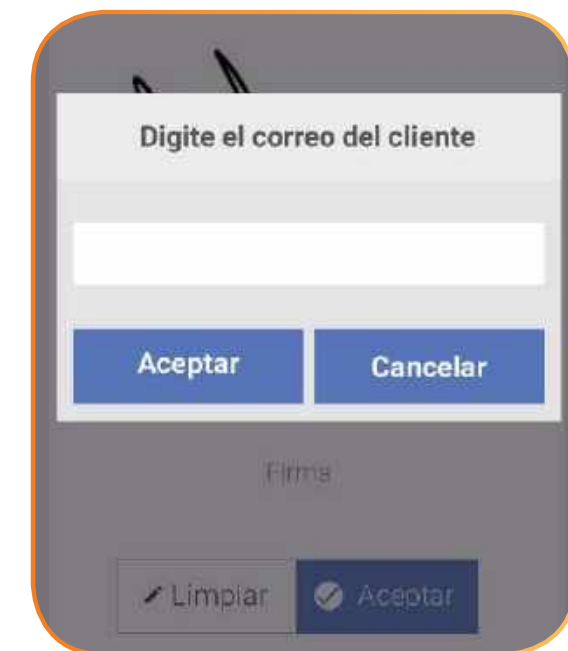 Digite el correo del cliente
Aceptar Cancelar
Firma
Limpiar Aceptar